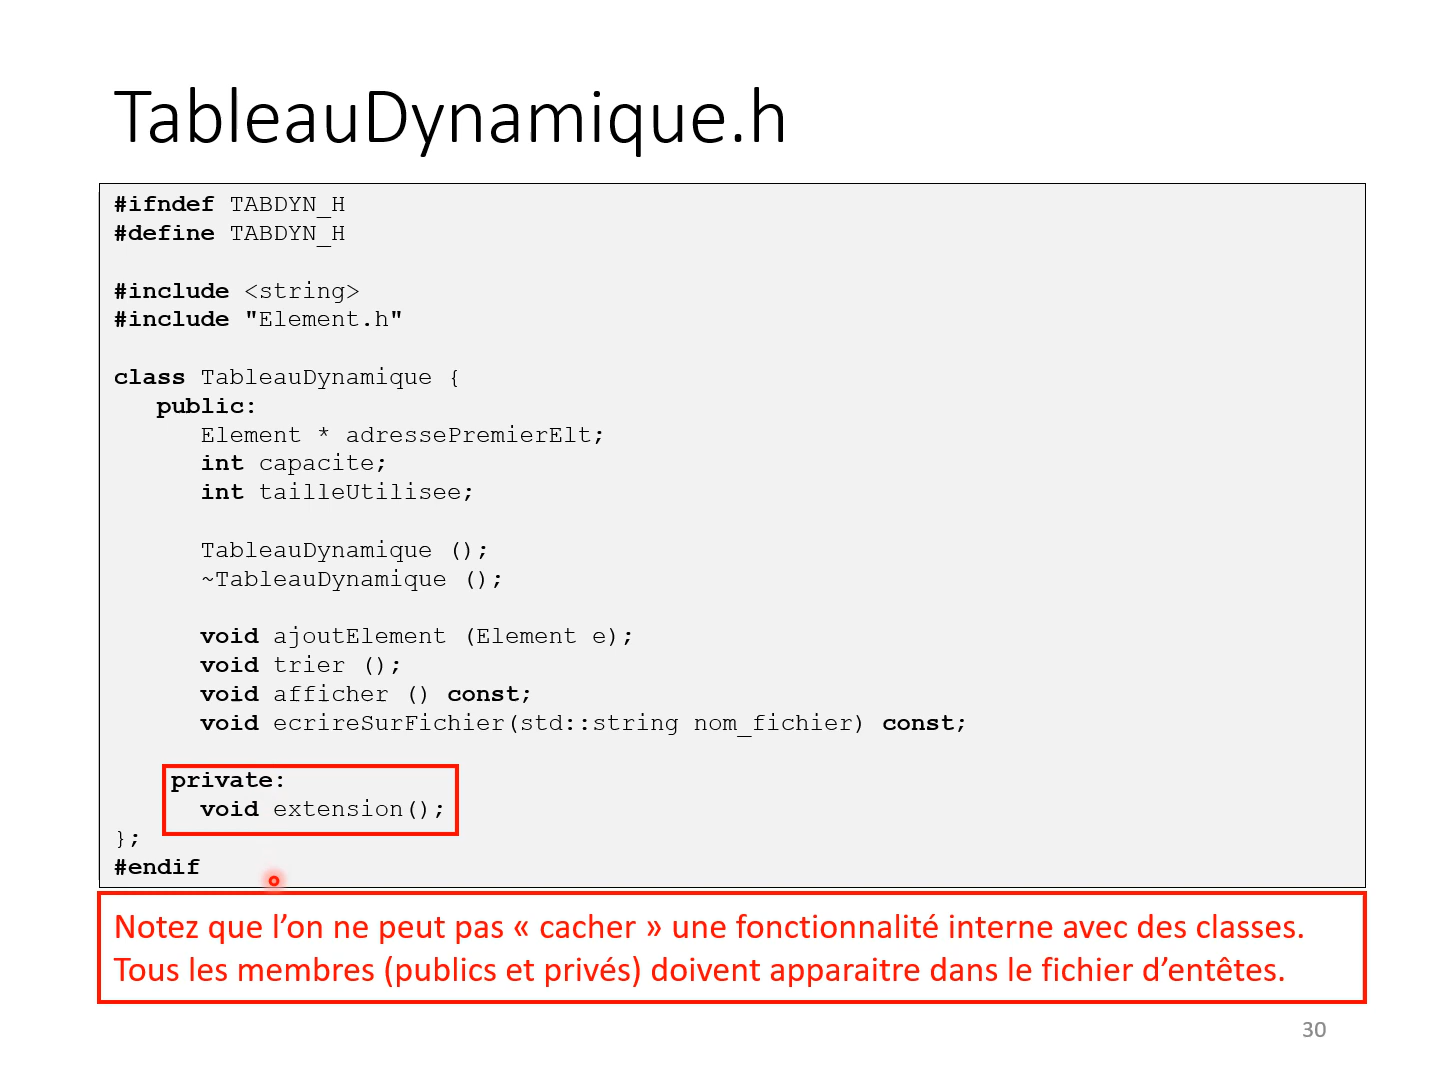 TableauDynamique.h
#ifndef TABDYN_H
#define TABDYN_H
#include <string>
#include "Element.h"
class TableauDynamique {
public:
Element * adressePremierElt;
int capacite;
int tailleUtilisee;
TableauDynamique ();
~TableauDynamique ();
void ajoutElement (Element e);
void trier ();
void afficher () const;
void ecrireSurFichier(std::string nom_fichier) const;
private:
void extension();
};
#endif
Notez que l’on ne peut pas « cacher » une fonctionnalité interne avec des classes.
Tous les membres (publics et privés) doivent apparaitre dans le fichier d’entêtes.
30